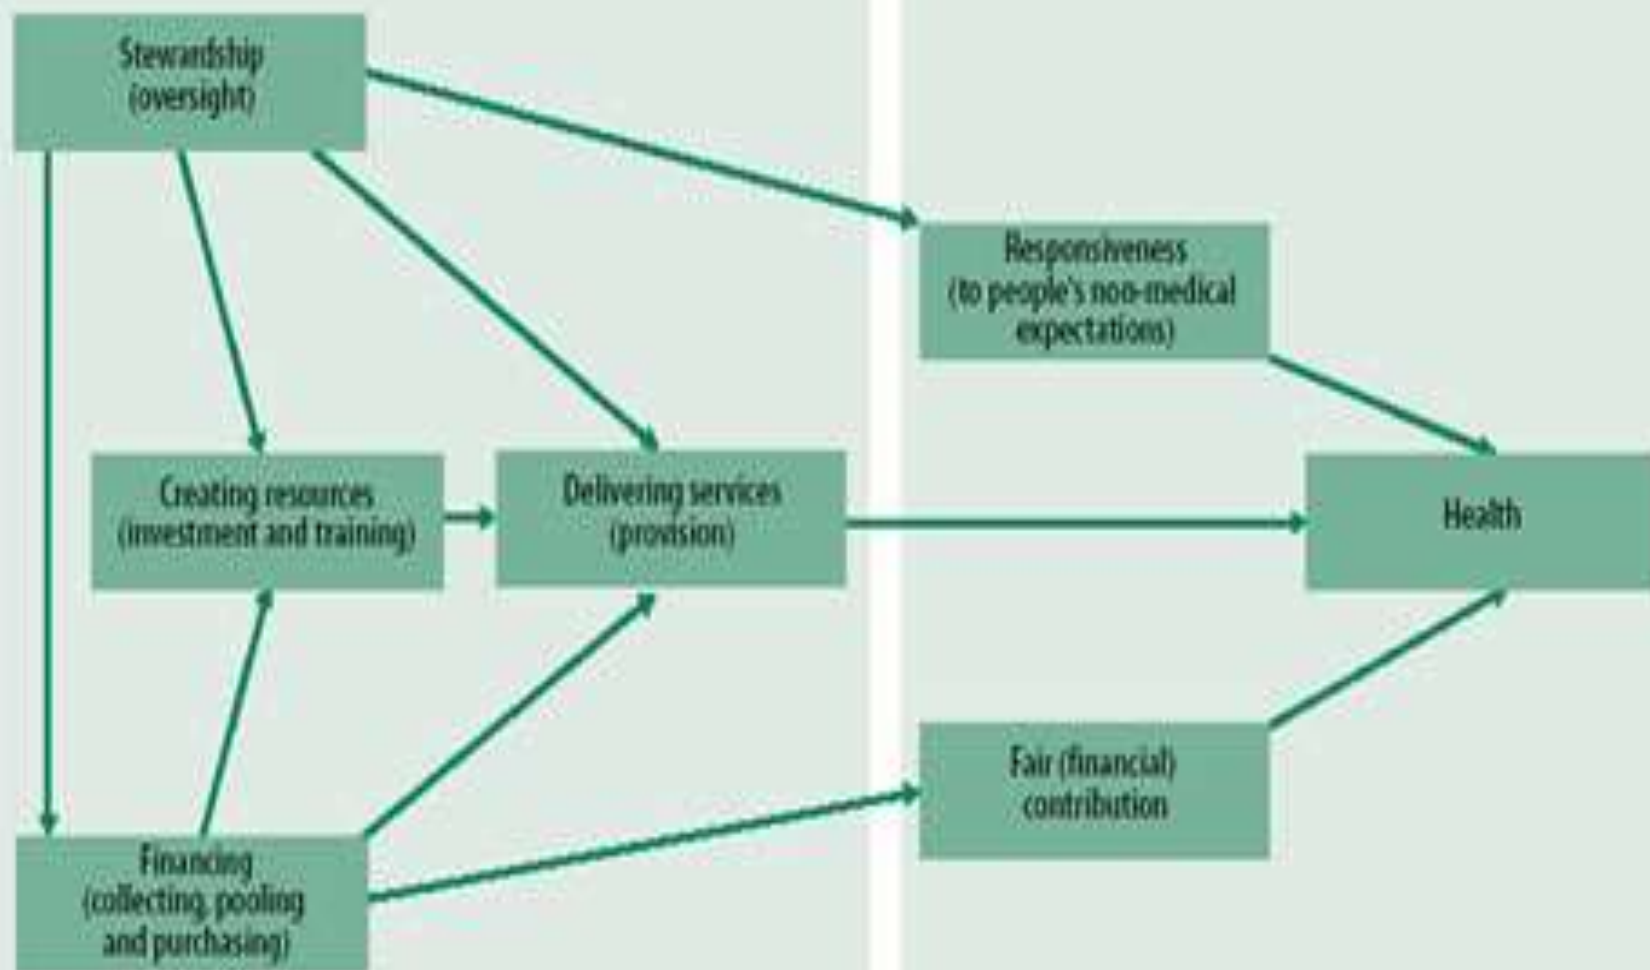 Stewardship
(oversight)
Responsiveness
(to people's non-medical
expectations)
Creating resources
(investment and training)
Delivering services
(provision)
Health
Fair (financial)
contribution
Financing
(collecting, pooling
and purchasing)